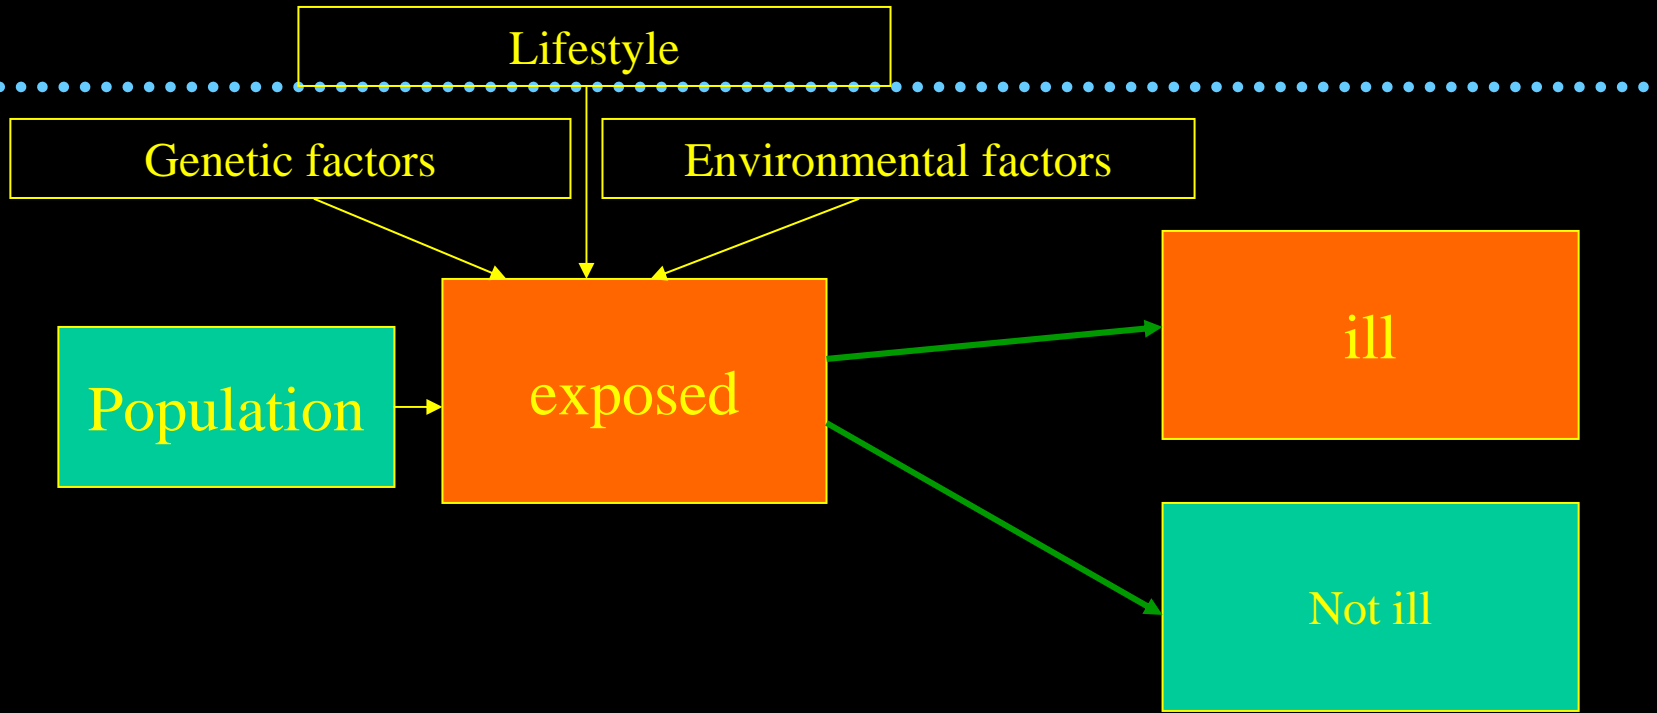 Lifestyle
Genetic factors
Environmental factors
Population
exposed
ill
Not ill